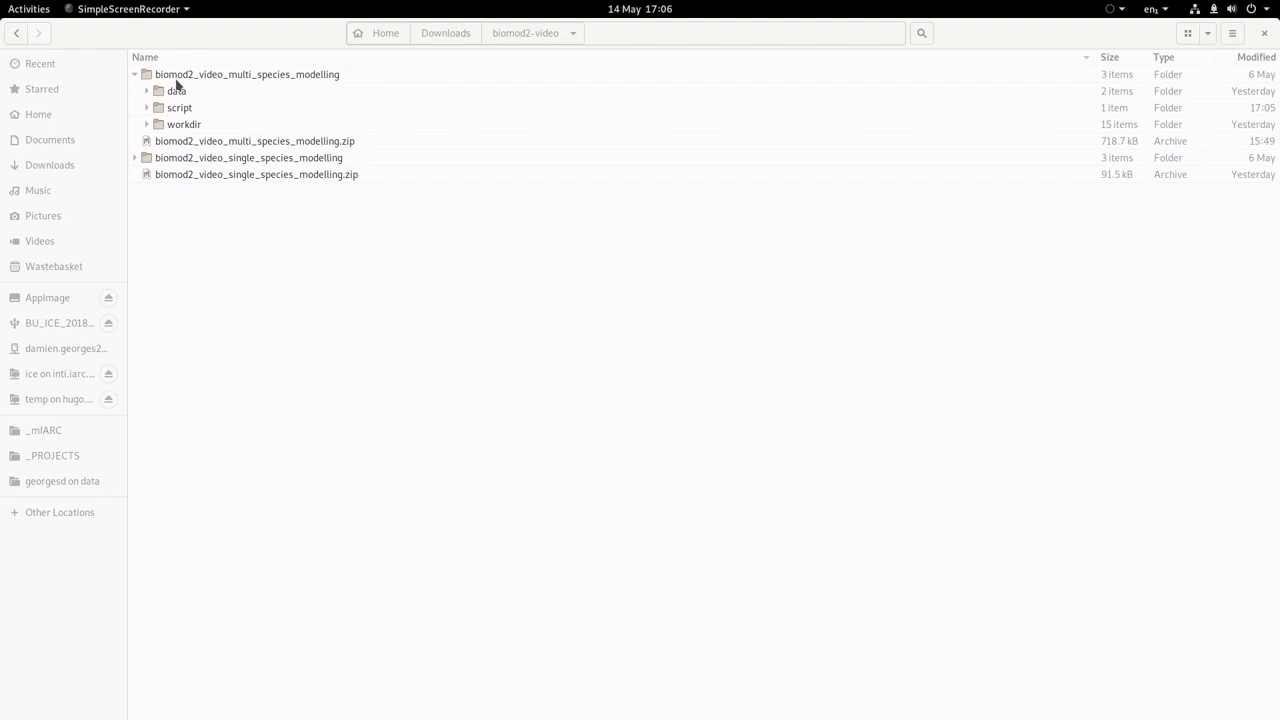 Activities SimpleScreenRecorder 14 May 17:06 en₁
Home Downloads biomod2-video
Name Size Type Modified
Recent
Starred
Home
Documents
Downloads
Music
Pictures
Videos
Wastebasket
AppImage
BU_ICE_2018...
damien.georges2...
ice on inti.iarc....
temp on hugo....
_mIARC
_PROJECTS
georgesd on data
Other Locations
biomod2_video_multi_species_modelling 3 items Folder 6 May
data 2 items Folder Yesterday
script 1 item Folder 17:05
workdir 15 items Folder Yesterday
biomod2_video_multi_species_modelling.zip 718.7 kB Archive 15:49
biomod2_video_single_species_modelling 3 items Folder 6 May
biomod2_video_single_species_modelling.zip 91.5 kB Archive Yesterday